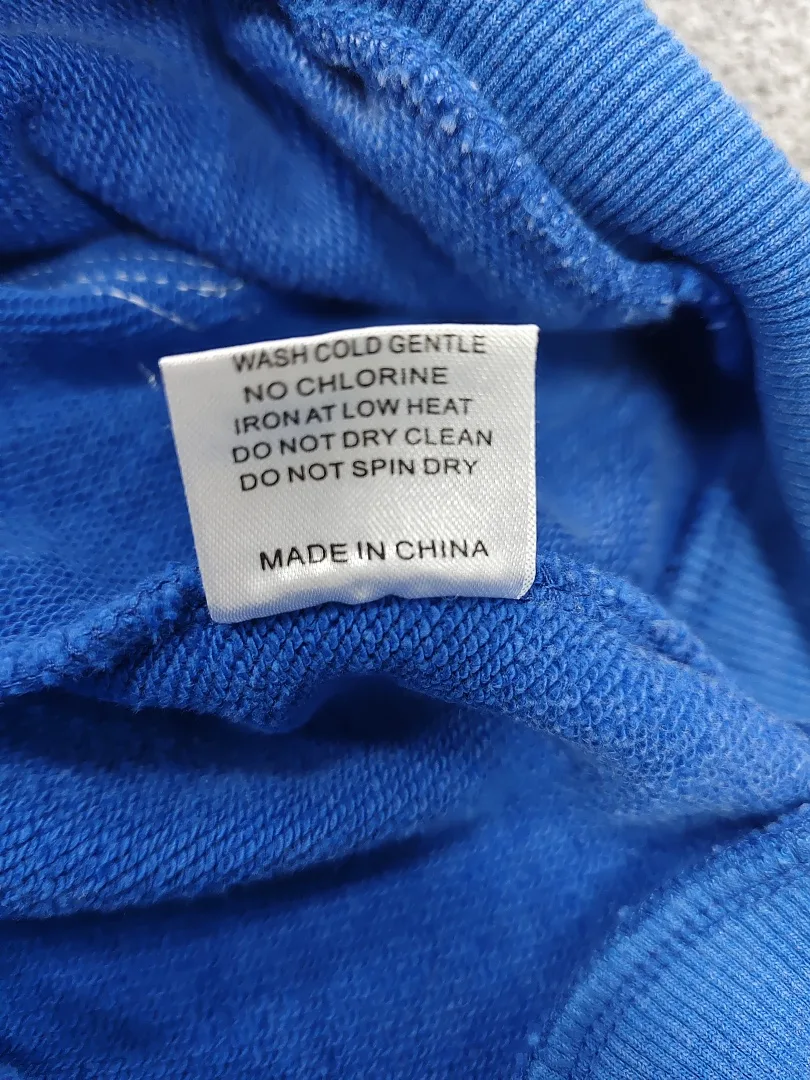 WASH COLD GENTLE
NO CHLORINE
IRON AT LOW HEAT
DO NOT DRY CLEAN
DO NOT SPIN DRY
MADE IN CHINA